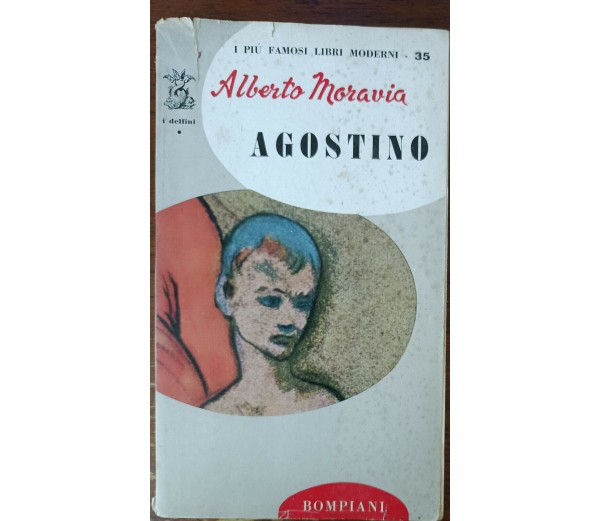 I PIÙ FAMOSI LIBRI MODERNI - 35
Alberto Moravia
i delfini
AGOSTINO
BOMPIANI